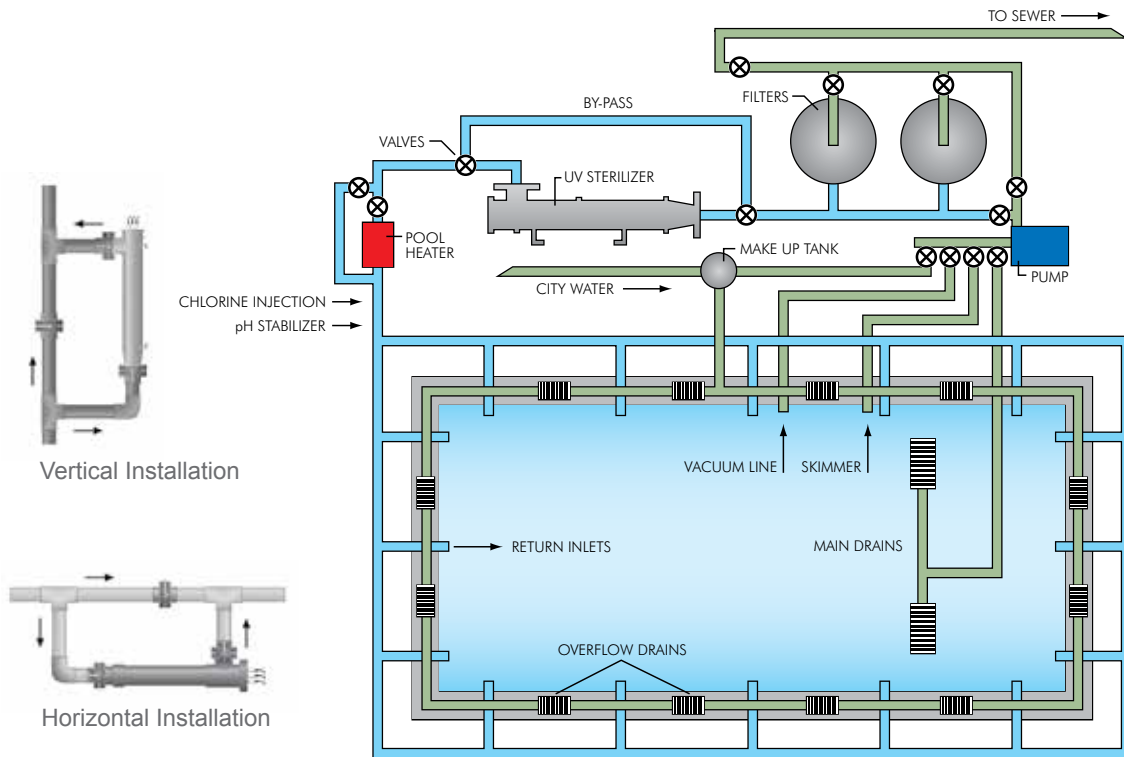 TO SEWER
FILTERS
BY-PASS
VALVES
UV STERILIZER
POOL
HEATER
MAKE UP TANK
PUMP
CITY WATER
CHLORINE INJECTION
pH STABILIZER
Vertical Installation
VACUUM LINE
SKIMMER
RETURN INLETS
MAIN DRAINS
OVERFLOW DRAINS
Horizontal Installation